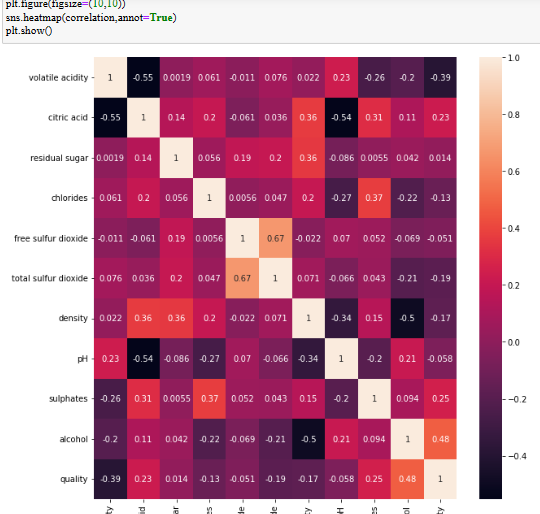 plt.figure(figsize=(10,10))
sns.heatmap(correlation,annot=True)
plt.show()
1.0
volatile acidity 1 -0.55 0.0019 0.061 -0.011 0.076 0.022 0.23 -0.26 -0.2 -0.39
0.8
citric acid -0.55 1 0.14 0.2 -0.061 0.036 0.36 -0.54 0.31 0.11 0.23
residual sugar 0.0019 0.14 1 0.056 0.19 0.2 0.36 -0.086 0.0055 0.042 0.014
0.6
chlorides 0.061 0.2 0.056 1 0.0056 0.047 0.2 -0.27 0.37 -0.22 -0.13
0.4
free sulfur dioxide -0.011 -0.061 0.19 0.0056 1 0.67 -0.022 0.07 0.052 -0.069 -0.051
total sulfur dioxide 0.076 0.036 0.2 0.047 0.67 1 0.071 -0.066 0.043 -0.21 -0.19
0.2
density 0.022 0.36 0.36 0.2 -0.022 0.071 1 -0.34 0.15 -0.5 -0.17
0.0
pH 0.23 -0.54 -0.086 -0.27 0.07 -0.066 -0.34 1 -0.2 0.21 -0.058
sulphates -0.26 0.31 0.0055 0.37 0.052 0.043 0.15 -0.2 1 0.094 0.25
-0.2
alcohol -0.2 0.11 0.042 -0.22 -0.069 -0.21 -0.5 0.21 0.094 1 0.48
-0.4
quality -0.39 0.23 0.014 -0.13 -0.051 -0.19 -0.17 -0.058 0.25 0.48 1
ty id ar es de de ty pH es ol ty